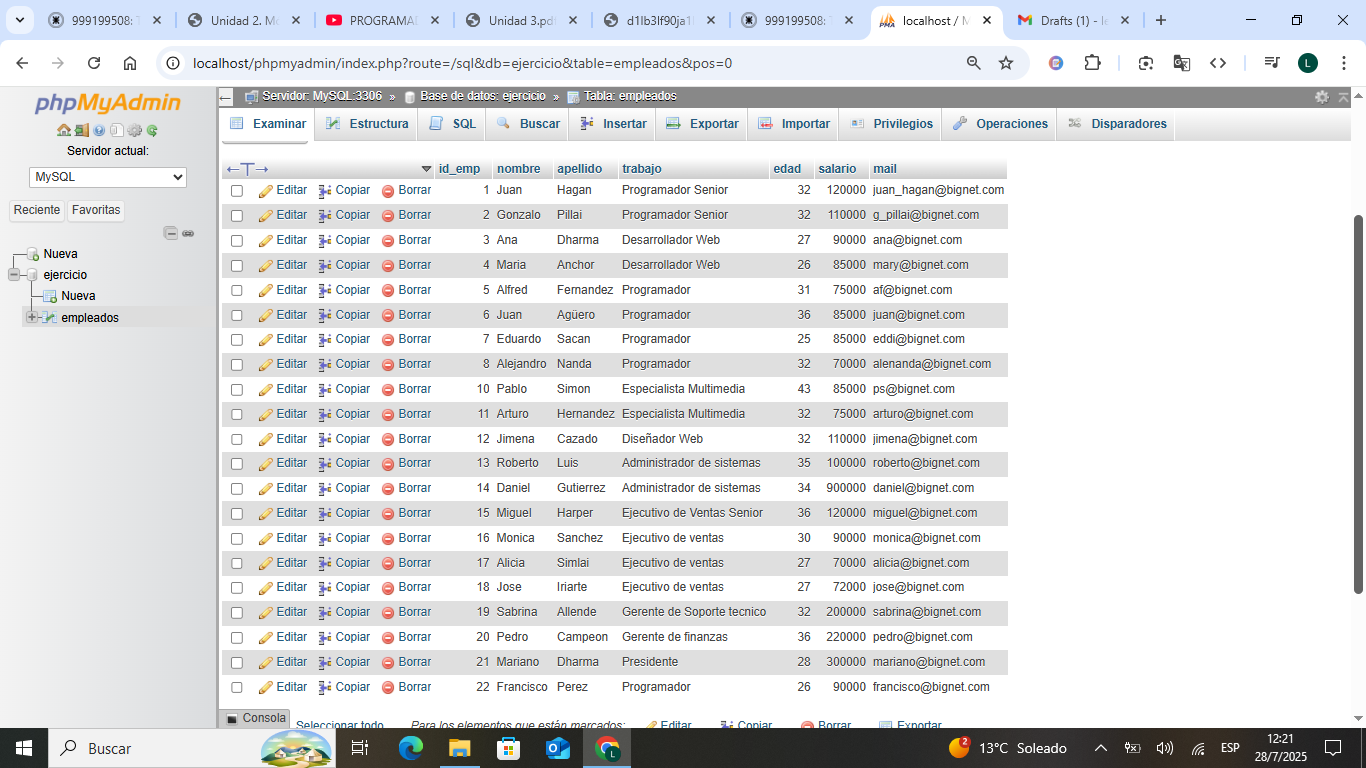 999199508: T
Unidad 2. Mo
PROGRAMA
Unidad 3.pdf
d1lb3lf90ja1
999199508: T
localhost / M
Drafts (1) - le
localhost/phpmyadmin/index.php?route=/sql&db=ejercicio&table=empleados&pos=0
L
phpMyAdmin
Servidor actual:
MySQL
Reciente Favoritas
Nueva
ejercicio
Nueva
empleados
Servidor: MySQL:3306 » Base de datos: ejercicio » Tabla: empleados
Examinar Estructura SQL Buscar Insertar Exportar Importar Privilegios Operaciones Disparadores
←T→ id_emp nombre apellido trabajo edad salario mail
Editar Copiar Borrar 1 Juan Hagan Programador Senior 32 120000 juan_hagan@bignet.com
Editar Copiar Borrar 2 Gonzalo Pillai Programador Senior 32 110000 g_pillai@bignet.com
Editar Copiar Borrar 3 Ana Dharma Desarrollador Web 27 90000 ana@bignet.com
Editar Copiar Borrar 4 Maria Anchor Desarrollador Web 26 85000 mary@bignet.com
Editar Copiar Borrar 5 Alfred Fernandez Programador 31 75000 af@bignet.com
Editar Copiar Borrar 6 Juan Agüero Programador 36 85000 juan@bignet.com
Editar Copiar Borrar 7 Eduardo Sacan Programador 25 85000 eddi@bignet.com
Editar Copiar Borrar 8 Alejandro Nanda Programador 32 70000 alenanda@bignet.com
Editar Copiar Borrar 10 Pablo Simon Especialista Multimedia 43 85000 ps@bignet.com
Editar Copiar Borrar 11 Arturo Hernandez Especialista Multimedia 32 75000 arturo@bignet.com
Editar Copiar Borrar 12 Jimena Cazado Diseñador Web 32 110000 jimena@bignet.com
Editar Copiar Borrar 13 Roberto Luis Administrador de sistemas 35 100000 roberto@bignet.com
Editar Copiar Borrar 14 Daniel Gutierrez Administrador de sistemas 34 900000 daniel@bignet.com
Editar Copiar Borrar 15 Miguel Harper Ejecutivo de Ventas Senior 36 120000 miguel@bignet.com
Editar Copiar Borrar 16 Monica Sanchez Ejecutivo de ventas 30 90000 monica@bignet.com
Editar Copiar Borrar 17 Alicia Simlai Ejecutivo de ventas 27 70000 alicia@bignet.com
Editar Copiar Borrar 18 Jose Iriarte Ejecutivo de ventas 27 72000 jose@bignet.com
Editar Copiar Borrar 19 Sabrina Allende Gerente de Soporte tecnico 32 200000 sabrina@bignet.com
Editar Copiar Borrar 20 Pedro Campeon Gerente de finanzas 36 220000 pedro@bignet.com
Editar Copiar Borrar 21 Mariano Dharma Presidente 28 300000 mariano@bignet.com
Editar Copiar Borrar 22 Francisco Perez Programador 26 90000 francisco@bignet.com
Consola Seleccionar todo Para los elementos que están marcados: Editar Copiar Borrar Exportar
Buscar
2
13°C Soleado
ESP
12:21
28/7/2025